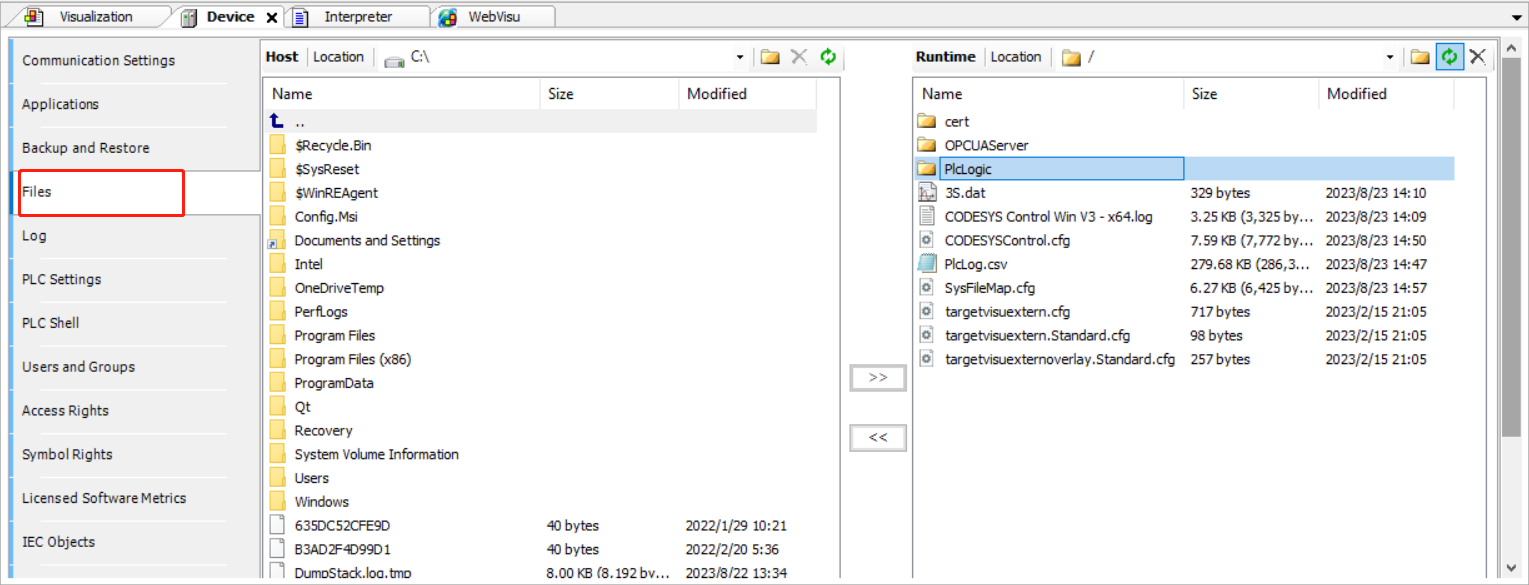 Visualization Device Interpreter WebVisu
Communication Settings
Applications
Backup and Restore
Files
Log
PLC Settings
PLC Shell
Users and Groups
Access Rights
Symbol Rights
Licensed Software Metrics
IEC Objects
Host Location C:\
Name Size Modified
..
$Recycle.Bin
$SysReset
$WinREAgent
Config.Msi
Documents and Settings
Intel
OneDriveTemp
PerfLogs
Program Files
Program Files (x86)
ProgramData
Qt
Recovery
System Volume Information
Users
Windows
635DC52CFE9D 40 bytes 2022/1/29 10:21
B3AD2F4D99D1 40 bytes 2022/2/20 5:36
DumpStack.log.tmp 8.00 KB (8,192 by... 2023/8/22 13:34
>>
<<
Runtime Location /
Name Size Modified
cert
OPCUAServer
PlcLogic
3S.dat 329 bytes 2023/8/23 14:10
CODESYS Control Win V3 - x64.log 3.25 KB (3,325 by... 2023/8/23 14:09
CODESYSControl.cfg 7.59 KB (7,772 by... 2023/8/23 14:50
PlcLog.csv 279.68 KB (286,3... 2023/8/23 14:47
SysFileMap.cfg 6.27 KB (6,425 by... 2023/8/23 14:57
targetvisuextern.cfg 717 bytes 2023/2/15 21:05
targetvisuextern.Standard.cfg 98 bytes 2023/2/15 21:05
targetvisuexternoverlay.Standard.cfg 257 bytes 2023/2/15 21:05